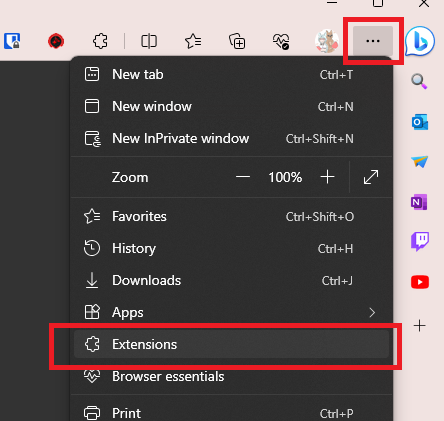 New tab Ctrl+T
New window Ctrl+N
New InPrivate window Ctrl+Shift+N
Zoom — 100% +
Favorites Ctrl+Shift+O
History Ctrl+H
Downloads Ctrl+J
Apps
Extensions
Browser essentials
Print Ctrl+P